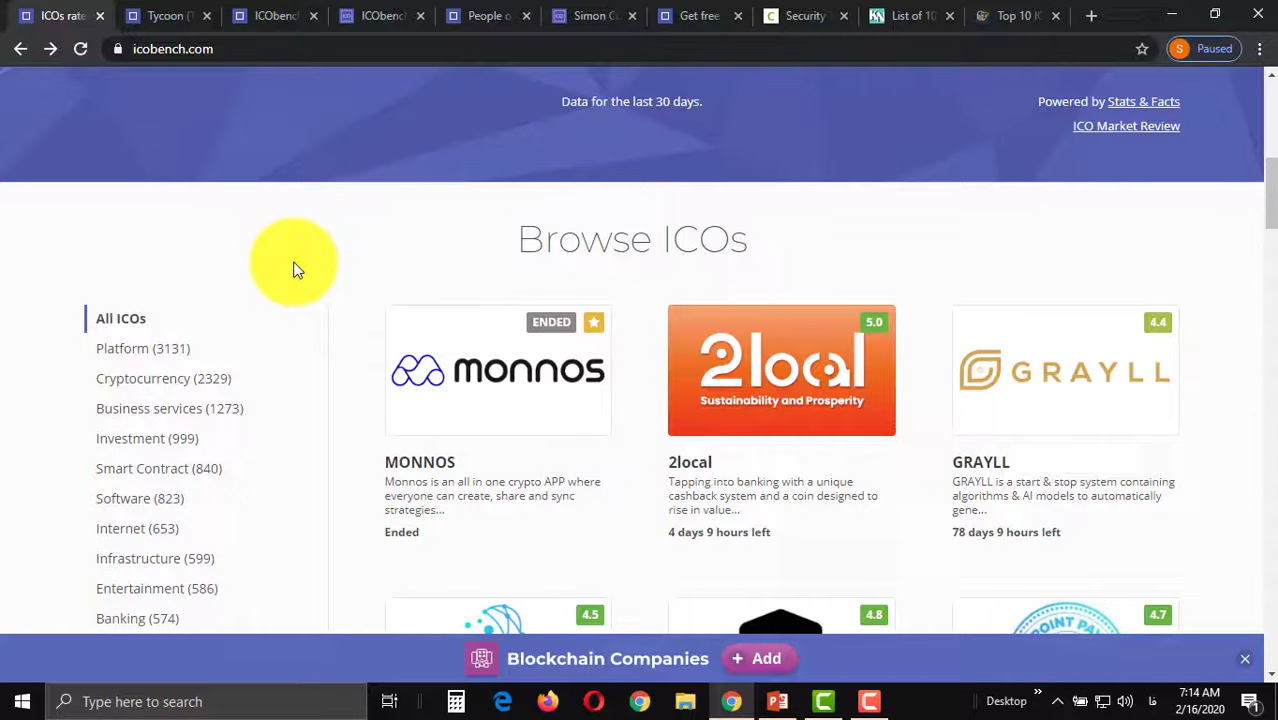 ICOs rate
Tycoon (T
ICObenc
ICObenc
People o
Simon Co
Get free
Security T
List of 10
Top 10 IC
icobench.com
S
Paused
Data for the last 30 days.
Powered by Stats & Facts
ICO Market Review
Browse ICOs
All ICOs
Platform (3131)
Cryptocurrency (2329)
Business services (1273)
Investment (999)
Smart Contract (840)
Software (823)
Internet (653)
Infrastructure (599)
Entertainment (586)
Banking (574)
ENDED
monnos
MONNOS
Monnos is an all in one crypto APP where
everyone can create, share and sync
strategies...
Ended
5.0
2local
Sustainability and Prosperity
2local
Tapping into banking with a unique
cashback system and a coin designed to
rise in value...
4 days 9 hours left
4.4
GRAYLL
GRAYLL
GRAYLL is a start & stop system containing
algorithms & AI models to automatically
gene...
78 days 9 hours left
4.5
4.8
4.7
POINT PAY
Blockchain Companies
+ Add
Type here to search
Desktop
فا
7:14 AM
2/16/2020
1